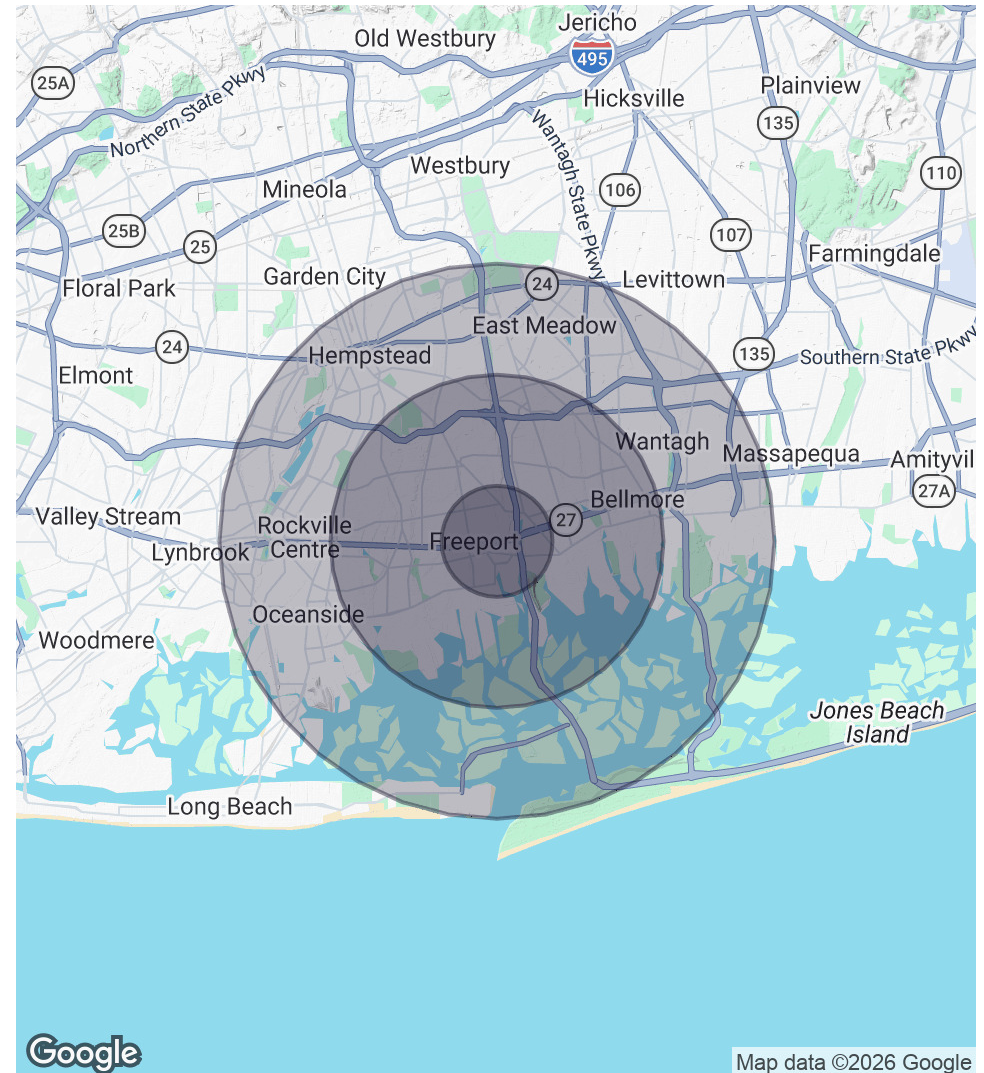 Jericho
Old Westbury
495
25A
Plainview
Hicksville
Northern State Pkwy
135
Wantagh State Pkwy
Westbury
110
Mineola
106
25B
107
25
Farmingdale
Garden City
Levittown
Floral Park
24
East Meadow
24
Hempstead
135
Southern State Pkwy
Elmont
Wantagh
Massapequa
Amityvil
27A
Bellmore
Valley Stream
27
Rockville
Centre
Freeport
Lynbrook
Oceanside
Woodmere
Jones Beach
Island
Long Beach
Google
Map data ©2026 Google